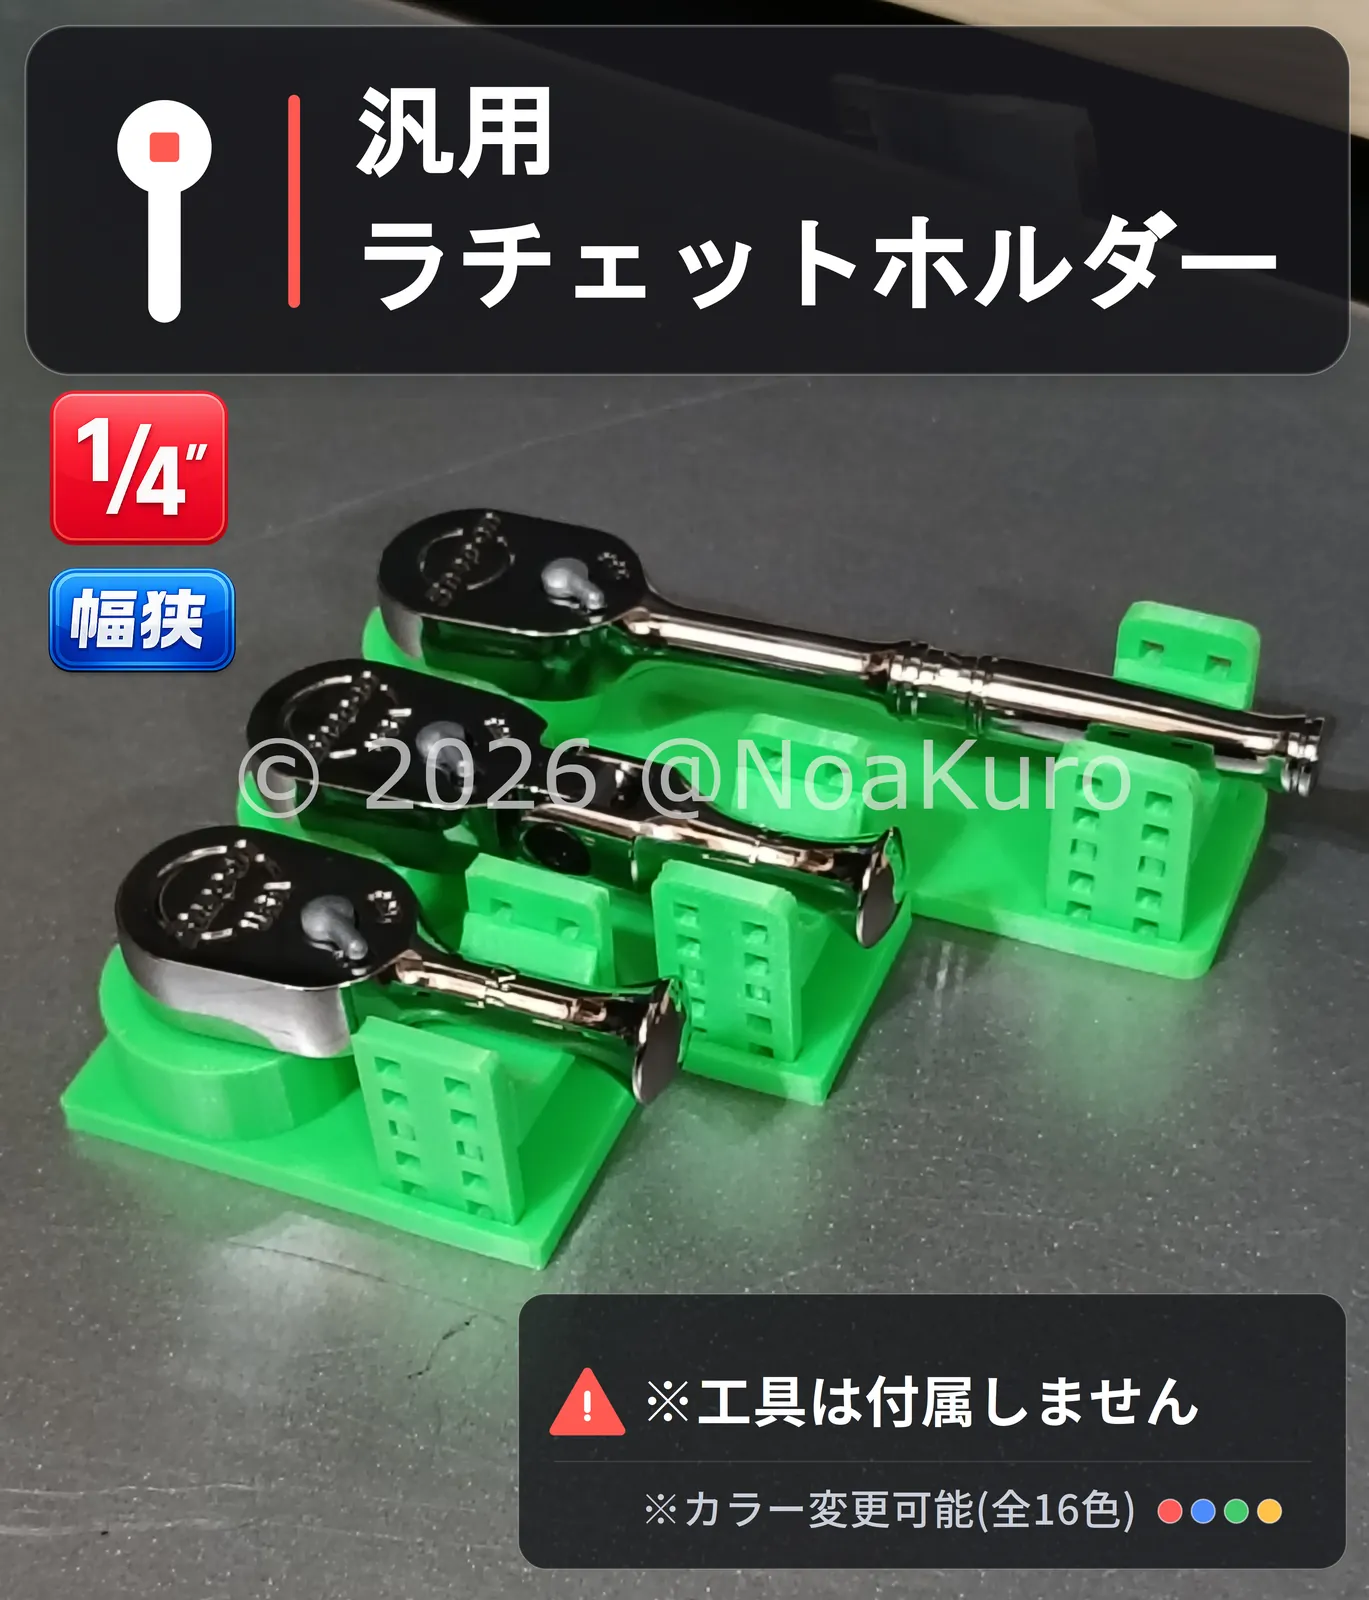 汎用
ラチェットホルダー
1/4"
幅狭
© 2026 @NoaKuro
※工具は付属しません
※カラー変更可能(全16色)